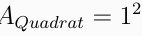 A_{Quadrat} = 1^2